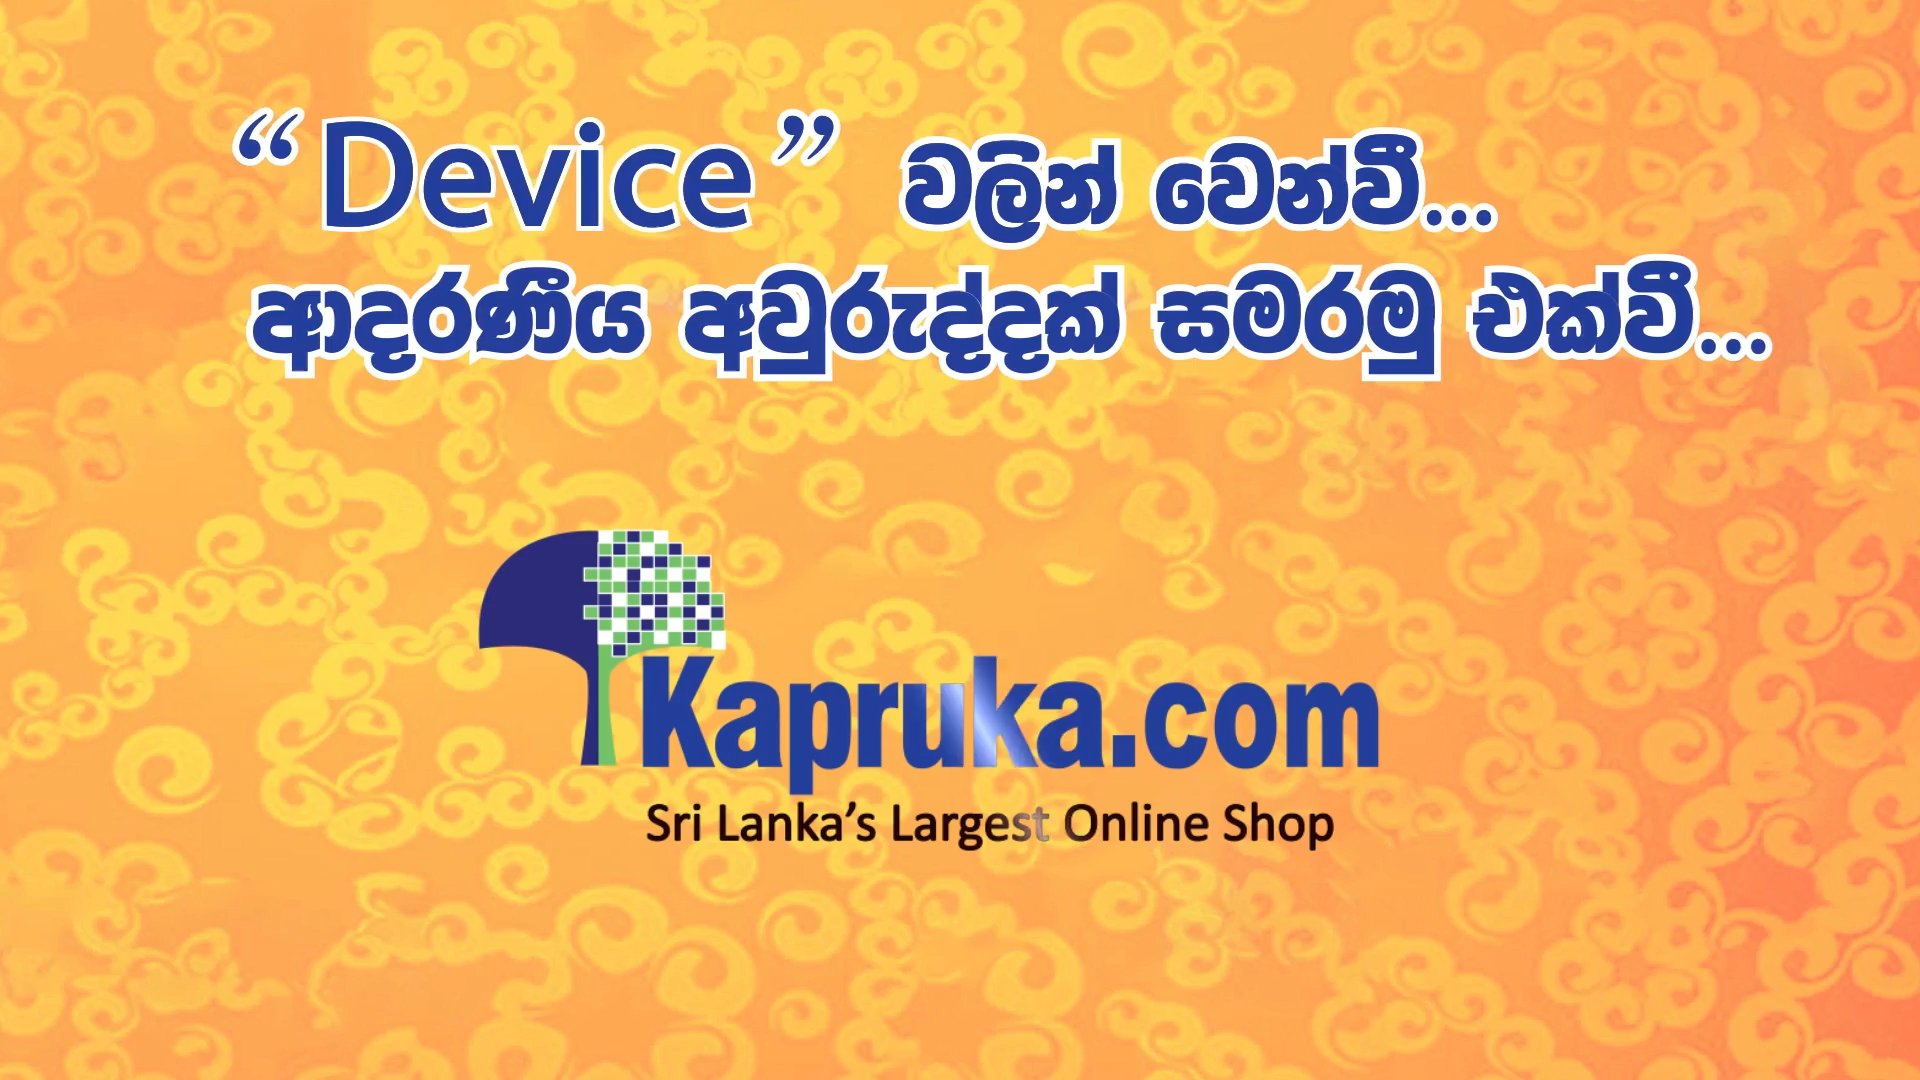 “Device” වලින් වෙන්වී...
ආදරණීය අවුරුද්දක් සමරමු එක්වී...
Kapruka.com
Sri Lanka’s Largest Online Shop